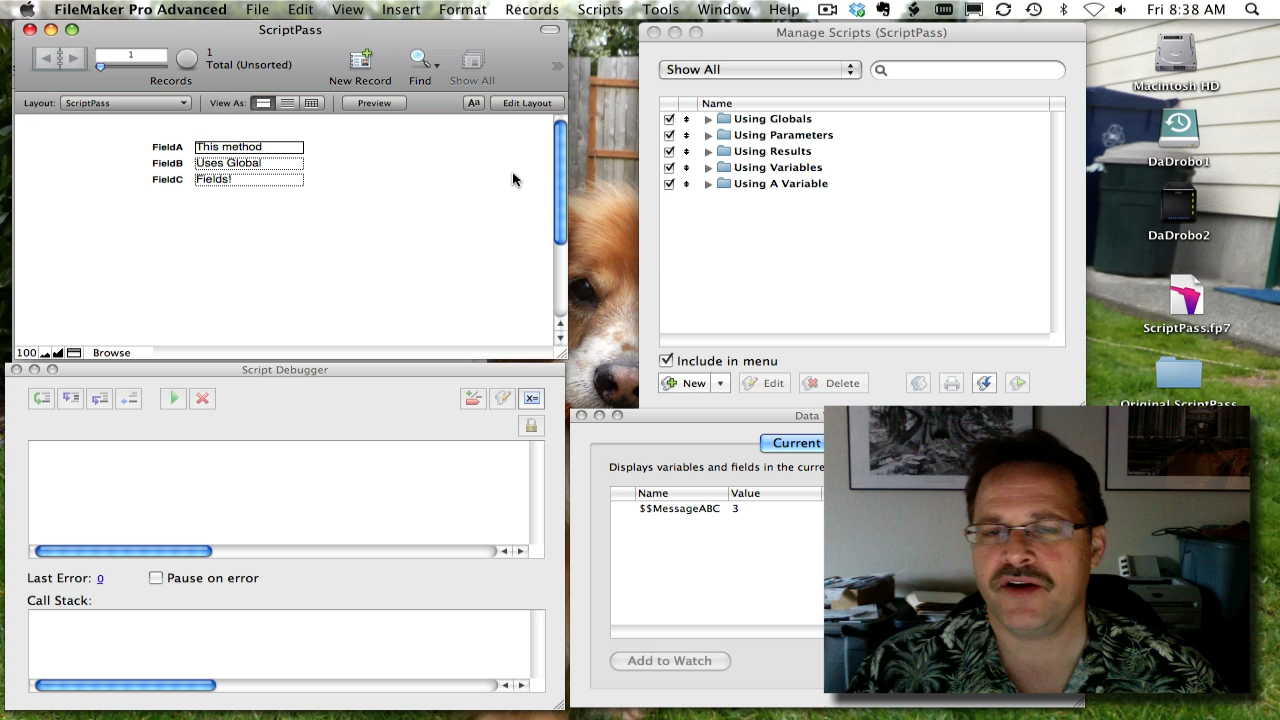 FileMaker Pro Advanced File Edit View Insert Format Records Scripts Tools Window Help Fri 8:38 AM
ScriptPass
1
1
Total (Unsorted)
Records
New Record Find Show All
Layout: ScriptPass View As: Preview Aa Edit Layout
FieldA This method
FieldB Uses Global
FieldC Fields!
100 Browse
Manage Scripts (ScriptPass)
Show All
Name
Using Globals
Using Parameters
Using Results
Using Variables
Using A Variable
Include in menu
New Edit Delete
Macintosh HD
DaDrobo1
DaDrobo2
ScriptPass.fp7
Original ScriptPass
Script Debugger
Last Error: 0 Pause on error
Call Stack:
Data
Current
Displays variables and fields in the curre
Name Value
$$MessageABC 3
Add to Watch